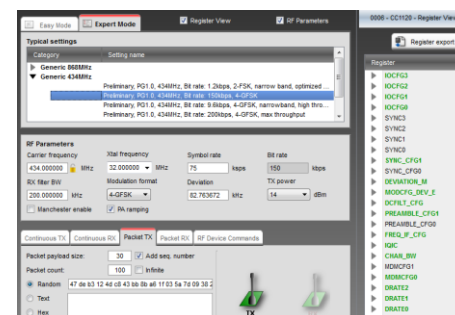 Easy Mode
Expert Mode
Register View
RF Parameters
Typical settings
Category
Setting name
Generic 868MHz
Generic 434MHz
Preliminary, PG1.0, 434MHz, Bit rate: 1.2kbps, 2-FSK, narrow band, optimized ...
Preliminary, PG1.0, 434MHz, Bit rate: 150kbps, 4-GFSK
Preliminary, PG1.0, 434MHz, Bit rate: 9.6kbps, 4-GFSK, narrowband, high thro...
Preliminary, PG1.0, 434MHz, Bit rate: 200kbps, 4-GFSK, max throughput
RF Parameters
Carrier frequency
Xtal frequency
Symbol rate
Bit rate
434.000000 MHz
32.000000 MHz
75 ksps
150 kbps
RX filter BW
Modulation format
Deviation
TX power
200.000000 kHz
4-GFSK
82.763672 kHz
14 dBm
Manchester enable
PA ramping
Continuous TX
Continuous RX
Packet TX
Packet RX
RF Device Commands
Packet payload size: 30
Add seq. number
Packet count: 100
Infinite
Random
47 de b3 12 4d c8 43 bb 8b a6 1f 03 5a 7d 09 38 2
Text
Hex
TX
0006 - CC1120 - Register View
Register export
Register
IOCFG3
IOCFG2
IOCFG1
IOCFG0
SYNC3
SYNC2
SYNC1
SYNC0
SYNC_CFG1
SYNC_CFG0
DEVIATION_M
MODCFG_DEV_E
DCFILT_CFG
PREAMBLE_CFG1
PREAMBLE_CFG0
FREQ_IF_CFG
IQIC
CHAN_BW
MDMCFG1
MDMCFG0
DRATE2
DRATE1
DRATE0